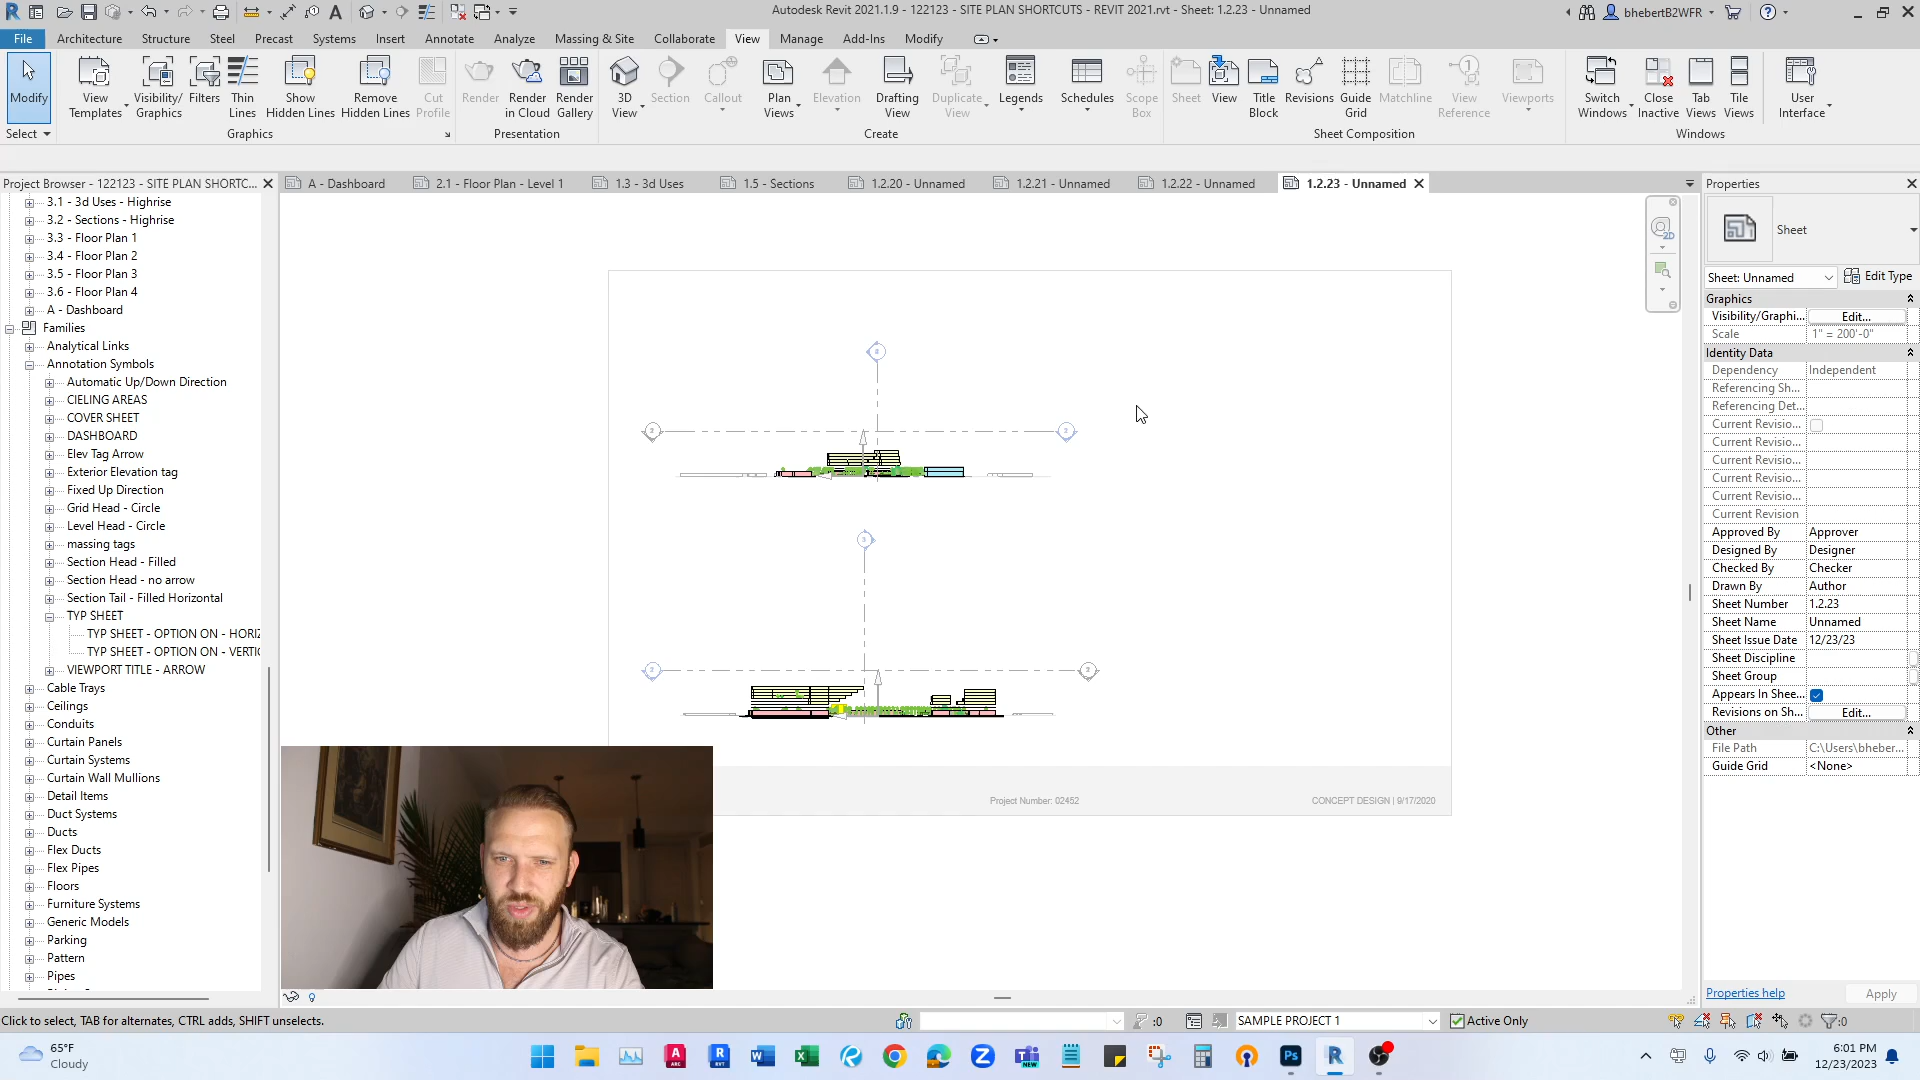 Autodesk Revit 2021.1.9 - 122123 - SITE PLAN SHORTCUTS - REVIT 2021.rvt - Sheet: 1.2.23 - Unnamed
bhebertB2WFR
File Architecture Structure Steel Precast Systems Insert Annotate Analyze Massing & Site Collaborate View Manage Add-Ins Modify
Modify
View Templates
Visibility/ Graphics
Filters
Thin Lines
Show Hidden Lines
Remove Hidden Lines
Cut Profile
Render
Render in Cloud
Render Gallery
3D View
Section
Callout
Plan Views
Elevation
Drafting View
Duplicate View
Legends
Schedules
Scope Box
Sheet
View
Title Block
Revisions
Guide Grid
Matchline
View Reference
Viewports
Switch Windows
Close Inactive
Tab Views
Tile Views
User Interface
Select Graphics Presentation Create Sheet Composition Windows
Project Browser - 122123 - SITE PLAN SHORTC...
A - Dashboard
2.1 - Floor Plan - Level 1
1.3 - 3d Uses
1.5 - Sections
1.2.20 - Unnamed
1.2.21 - Unnamed
1.2.22 - Unnamed
1.2.23 - Unnamed
3.1 - 3d Uses - Highrise
3.2 - Sections - Highrise
3.3 - Floor Plan 1
3.4 - Floor Plan 2
3.5 - Floor Plan 3
3.6 - Floor Plan 4
A - Dashboard
Families
Analytical Links
Annotation Symbols
Automatic Up/Down Direction
CIELING AREAS
COVER SHEET
DASHBOARD
Elev Tag Arrow
Exterior Elevation tag
Fixed Up Direction
Grid Head - Circle
Level Head - Circle
massing tags
Section Head - Filled
Section Head - no arrow
Section Tail - Filled Horizontal
TYP SHEET
TYP SHEET - OPTION ON - HORIZ
TYP SHEET - OPTION ON - VERTIC
VIEWPORT TITLE - ARROW
Cable Trays
Ceilings
Conduits
Curtain Panels
Curtain Systems
Curtain Wall Mullions
Detail Items
Duct Systems
Ducts
Flex Ducts
Flex Pipes
Floors
Furniture Systems
Generic Models
Parking
Pattern
Pipes
2D
2
3
2
2
Project Number: 02452
CONCEPT DESIGN | 9/17/2020
Properties
Sheet
Sheet: Unnamed
Edit Type
Graphics
Visibility/Graphi... Edit...
Scale 1" = 200'-0"
Identity Data
Dependency Independent
Referencing Sh...
Referencing Det...
Current Revisio...
Current Revisio...
Current Revisio...
Current Revisio...
Current Revisio...
Current Revision
Approved By Approver
Designed By Designer
Checked By Checker
Drawn By Author
Sheet Number 1.2.23
Sheet Name Unnamed
Sheet Issue Date 12/23/23
Sheet Discipline
Sheet Group
Appears In Shee...
Revisions on Sh... Edit...
Other
File Path C:\Users\bheber...
Guide Grid <None>
Properties help
Apply
Click to select, TAB for alternates, CTRL adds, SHIFT unselects.
:0
SAMPLE PROJECT 1
Active Only
:0
65°F
Cloudy
6:01 PM
12/23/2023